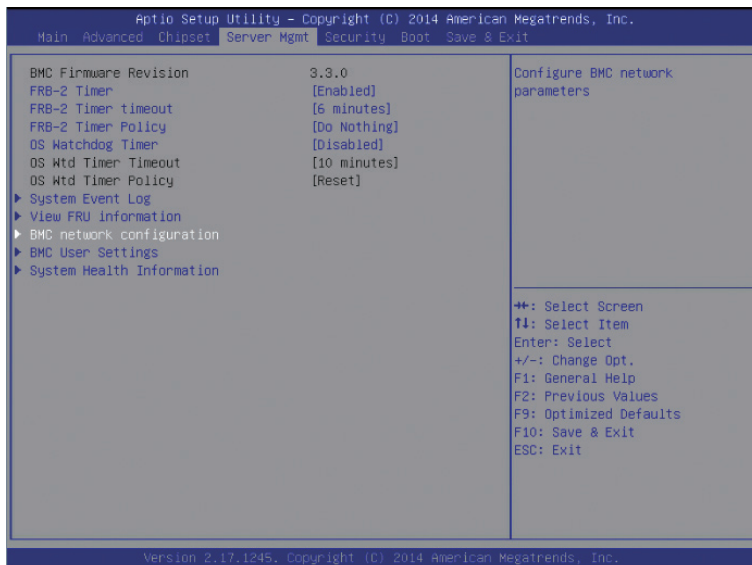 Aptio Setup Utility – Copyright (C) 2014 American Megatrends, Inc.
Main Advanced Chipset Server Mgmt Security Boot Save & Exit
BMC Firmware Revision 3.3.0
FRB-2 Timer [Enabled]
FRB-2 Timer timeout [6 minutes]
FRB-2 Timer Policy [Do Nothing]
OS Watchdog Timer [Disabled]
OS Wtd Timer Timeout [10 minutes]
OS Wtd Timer Policy [Reset]
▶ System Event Log
▶ View FRU information
▶ BMC network configuration
▶ BMC User Settings
▶ System Health Information
Configure BMC network
parameters
→←: Select Screen
↑↓: Select Item
Enter: Select
+/-: Change Opt.
F1: General Help
F2: Previous Values
F9: Optimized Defaults
F10: Save & Exit
ESC: Exit
Version 2.17.1245. Copyright (C) 2014 American Megatrends, Inc.